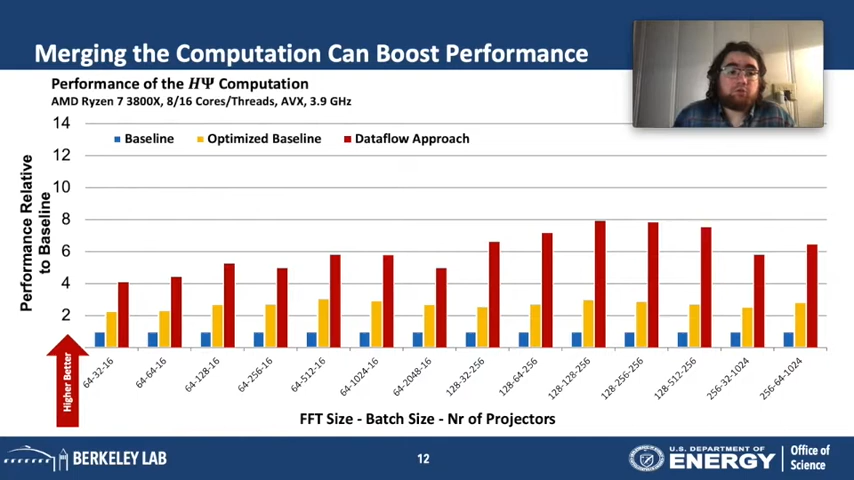 Merging the Computation Can Boost Performance
Performance of the HΨ Computation
AMD Ryzen 7 3800X, 8/16 Cores/Threads, AVX, 3.9 GHz
Performance Relative
to Baseline
14
12
10
8
6
4
2
Baseline
Optimized Baseline
Dataflow Approach
Higher Better
64-32-16
64-64-16
64-128-16
64-256-16
64-512-16
64-1024-16
64-2048-16
128-32-256
128-64-256
128-128-256
128-256-256
128-512-256
256-32-1024
256-64-1024
FFT Size - Batch Size - Nr of Projectors
BERKELEY LAB
12
U.S. DEPARTMENT OF
ENERGY
Office of
Science